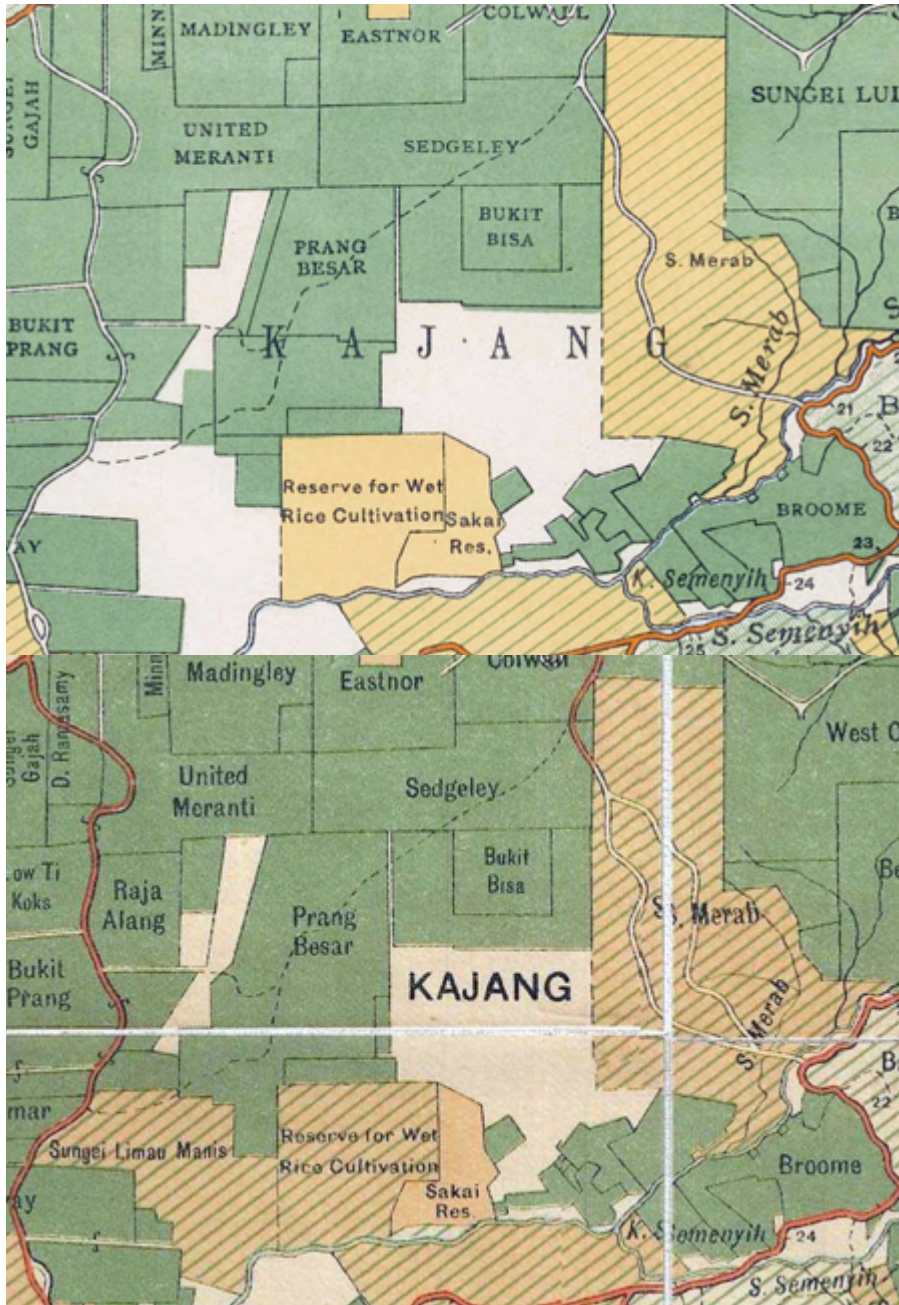 COLWALL
MINN
MADINGLEY
EASTNOR
SUNGEI
GAJAH
SUNGEI LUI
UNITED
MERANTI
SEDGELEY
BUKIT
BISA
PRANG
BESAR
S. Merab
BUKIT
PRANG
K A J A N G
S. Merab
21
B
22
Reserve for Wet
Rice Cultivation
Sakai
Res.
BROOME
AY
23
K. Semenyih
24
S. Semenyih
25
Minn
Madingley
Eastnor
Colwall
Gajah
D. Ramasamy
West C
United
Meranti
Sedgeley
ow Ti
Koks
Raja
Alang
Bukit
Bisa
Be
Prang
Besar
S. Merab
Bukit
Prang
KAJANG
S. Merab
B
22
mar
Sungei Limau Manis
Reserve for Wet
Rice Cultivation
Sakai
Res.
Broome
ay
K. Semenyih
24
S. Semenyih